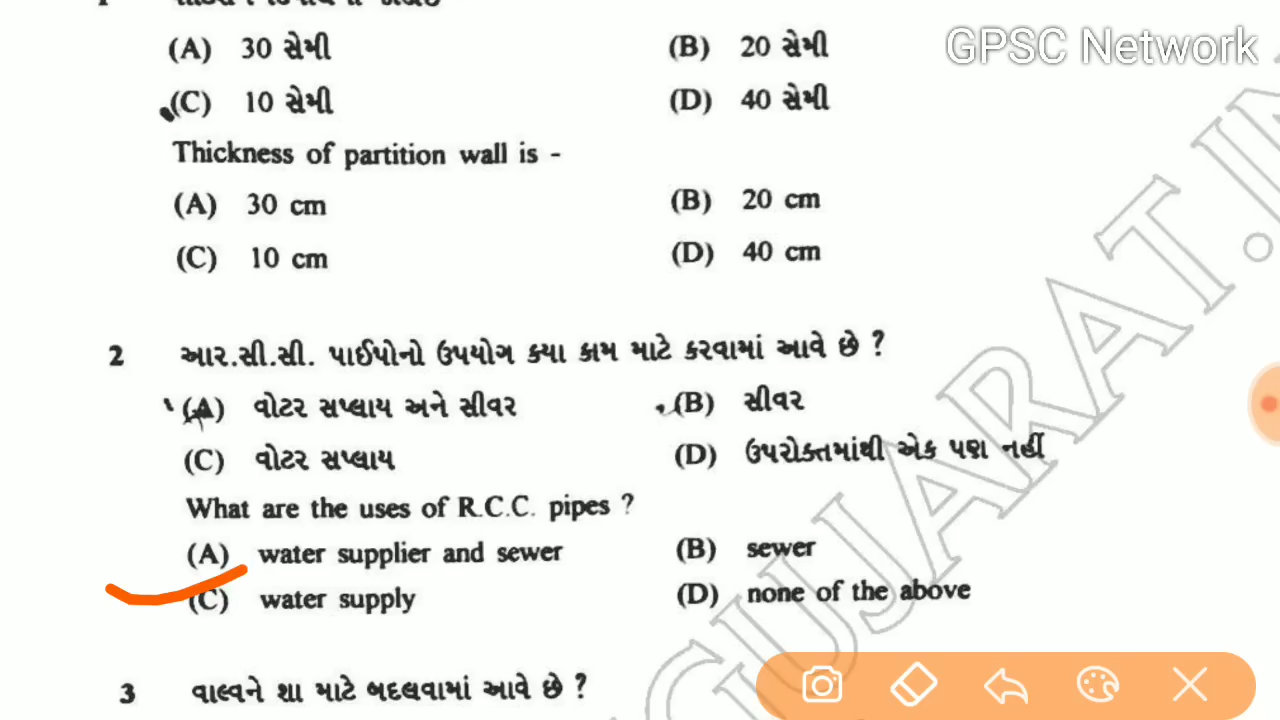 1
(A) 30 સેમી (B) 20 સેમી
GPSC Network
(C) 10 સેમી (D) 40 સેમી
Thickness of partition wall is -
(A) 30 cm (B) 20 cm
(C) 10 cm (D) 40 cm
2 આર.સી.સી. પાઈપોનો ઉપયોગ ક્યા કામ માટે કરવામાં આવે છે ?
(A) વોટર સપ્લાય અને સીવર (B) સીવર
(C) વોટર સપ્લાય (D) ઉપરોક્તમાંથી એક પણ નહીં
What are the uses of R.C.C. pipes ?
(A) water supplier and sewer (B) sewer
(C) water supply (D) none of the above
3 વાલ્વને શા માટે બદલવામાં આવે છે ?
GUJARAT.IN